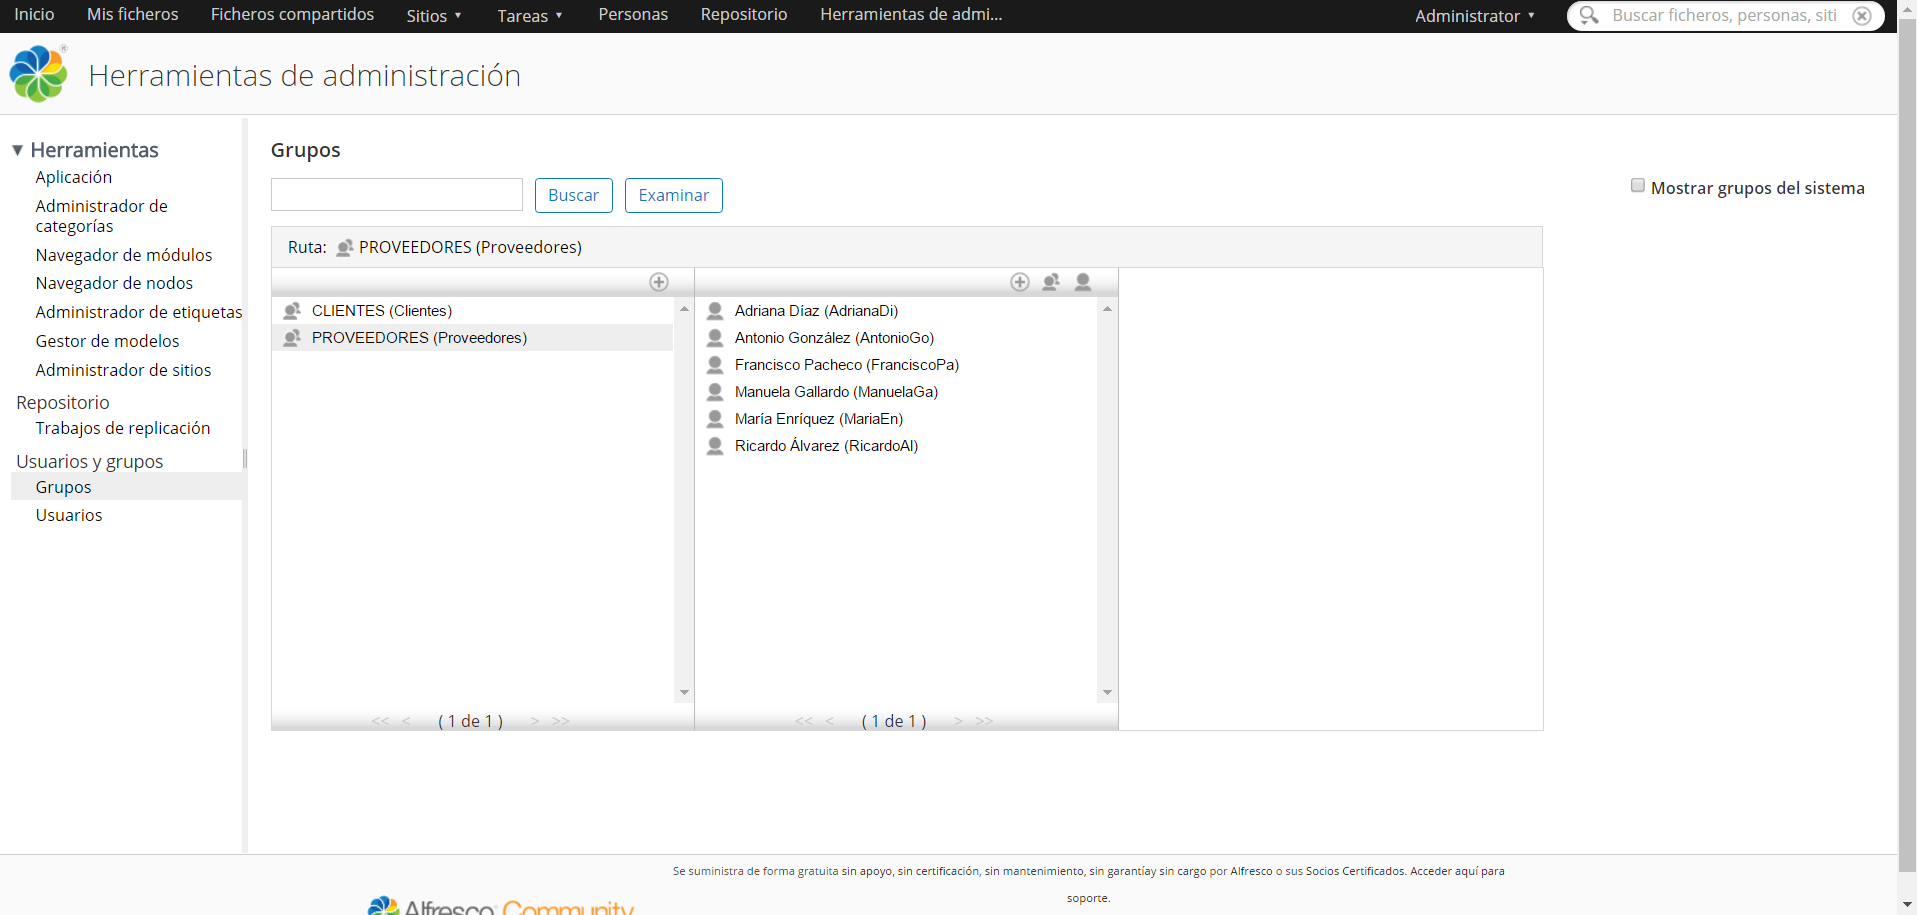 Inicio Mis ficheros Ficheros compartidos Sitios Tareas Personas Repositorio Herramientas de admi... Administrator Buscar ficheros, personas, siti
Herramientas de administración
Herramientas
Aplicación
Administrador de
categorías
Navegador de módulos
Navegador de nodos
Administrador de etiquetas
Gestor de modelos
Administrador de sitios
Repositorio
Trabajos de replicación
Usuarios y grupos
Grupos
Usuarios
Grupos
Buscar Examinar
Mostrar grupos del sistema
Ruta: PROVEEDORES (Proveedores)
CLIENTES (Clientes)
PROVEEDORES (Proveedores)
<< < ( 1 de 1 ) > >>
Adriana Díaz (AdrianaDi)
Antonio González (AntonioGo)
Francisco Pacheco (FranciscoPa)
Manuela Gallardo (ManuelaGa)
María Enríquez (MariaEn)
Ricardo Álvarez (RicardoAl)
<< < ( 1 de 1 ) > >>
Se suministra de forma gratuita sin apoyo, sin certificación, sin mantenimiento, sin garantíay sin cargo por Alfresco o sus Socios Certificados. Acceder aquí para
soporte.
Alfresco Community